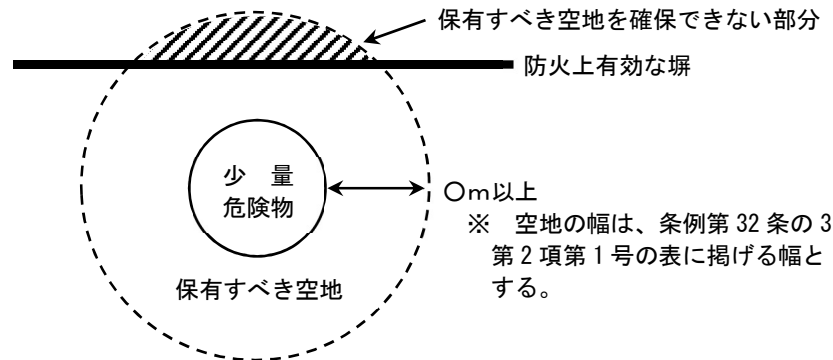 保有すべき空地を確保できない部分
防火上有効な塀
少　量
危険物
〇ｍ以上
※　空地の幅は、条例第 32 条の 3
第 2 項第 1 号の表に掲げる幅と
する。
保有すべき空地